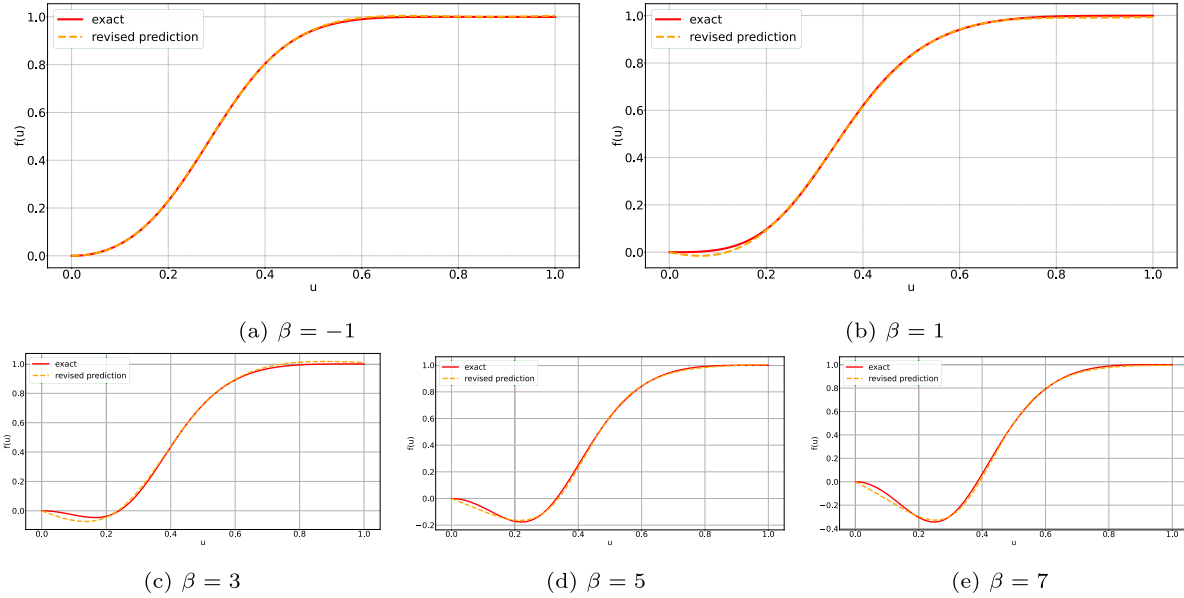 exact
revised prediction
1.0
0.8
0.6
0.4
0.2
0.0
f(u)
0.0 0.2 0.4 0.6 0.8 1.0
u
(a) β = −1
exact
revised prediction
1.0
0.8
0.6
0.4
0.2
0.0
f(u)
0.0 0.2 0.4 0.6 0.8 1.0
u
(b) β = 1
exact
revised prediction
1.0
0.8
0.6
0.4
0.2
0.0
f(u)
0.0 0.2 0.4 0.6 0.8 1.0
u
(c) β = 3
exact
revised prediction
1.0
0.8
0.6
0.4
0.2
0.0
−0.2
f(u)
0.0 0.2 0.4 0.6 0.8 1.0
u
(d) β = 5
exact
revised prediction
1.0
0.8
0.6
0.4
0.2
0.0
−0.2
−0.4
f(u)
0.0 0.2 0.4 0.6 0.8 1.0
u
(e) β = 7